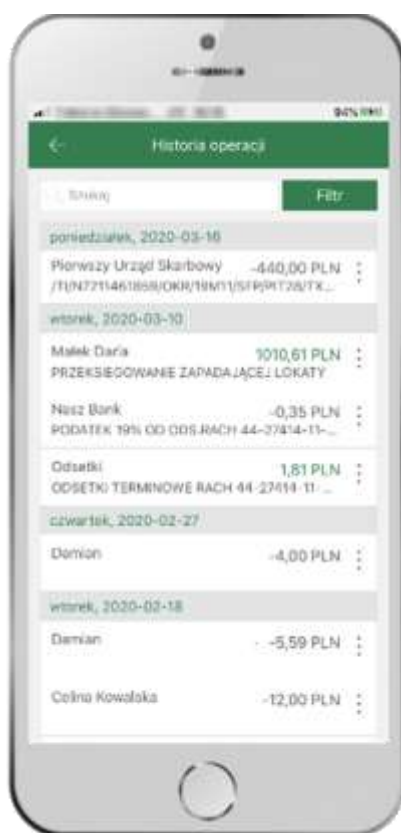 94%
Historia operacji
Szukaj
Filtr
poniedziałek, 2020-03-16
Pierwszy Urząd Skarbowy -440,00 PLN
wtorek, 2020-03-10
Małek Daria 1010,61 PLN
PRZEKSIĘGOWANIE ZAPADAJĄCEJ LOKATY
Nasz Bank -0,35 PLN
PODATEK 19% OD ODS.RACH 44-27414-11-...
Odsetki 1,81 PLN
ODSETKI TERMINOWE RACH 44-27414-11-...
czwartek, 2020-02-27
Damian -4,00 PLN
wtorek, 2020-02-18
Damian -5,59 PLN
Celina Kowalska -12,00 PLN